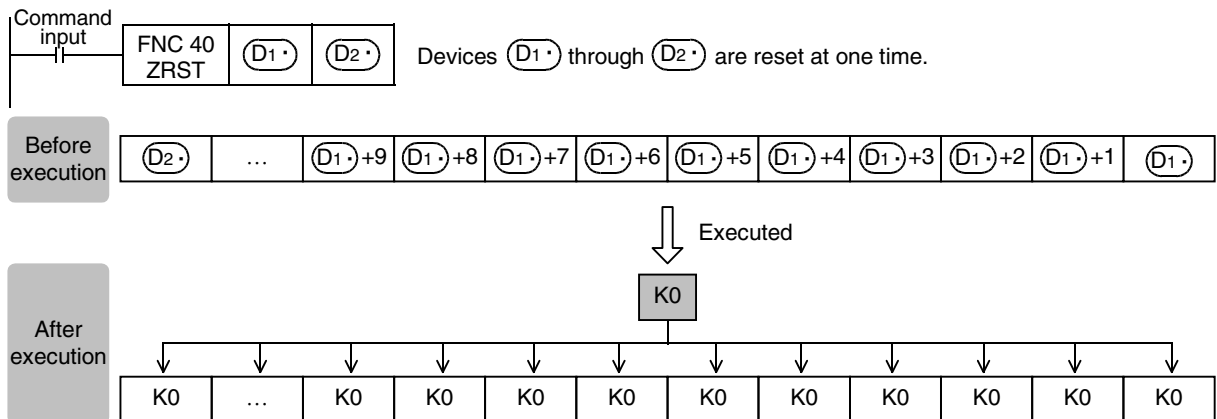 Command
input
FNC 40
ZRST
D1· D2· Devices D1· through D2· are reset at one time.
Before
execution
D2· … D1·+9 D1·+8 D1·+7 D1·+6 D1·+5 D1·+4 D1·+3 D1·+2 D1·+1 D1·
Executed
K0
After
execution
K0 … K0 K0 K0 K0 K0 K0 K0 K0 K0 K0